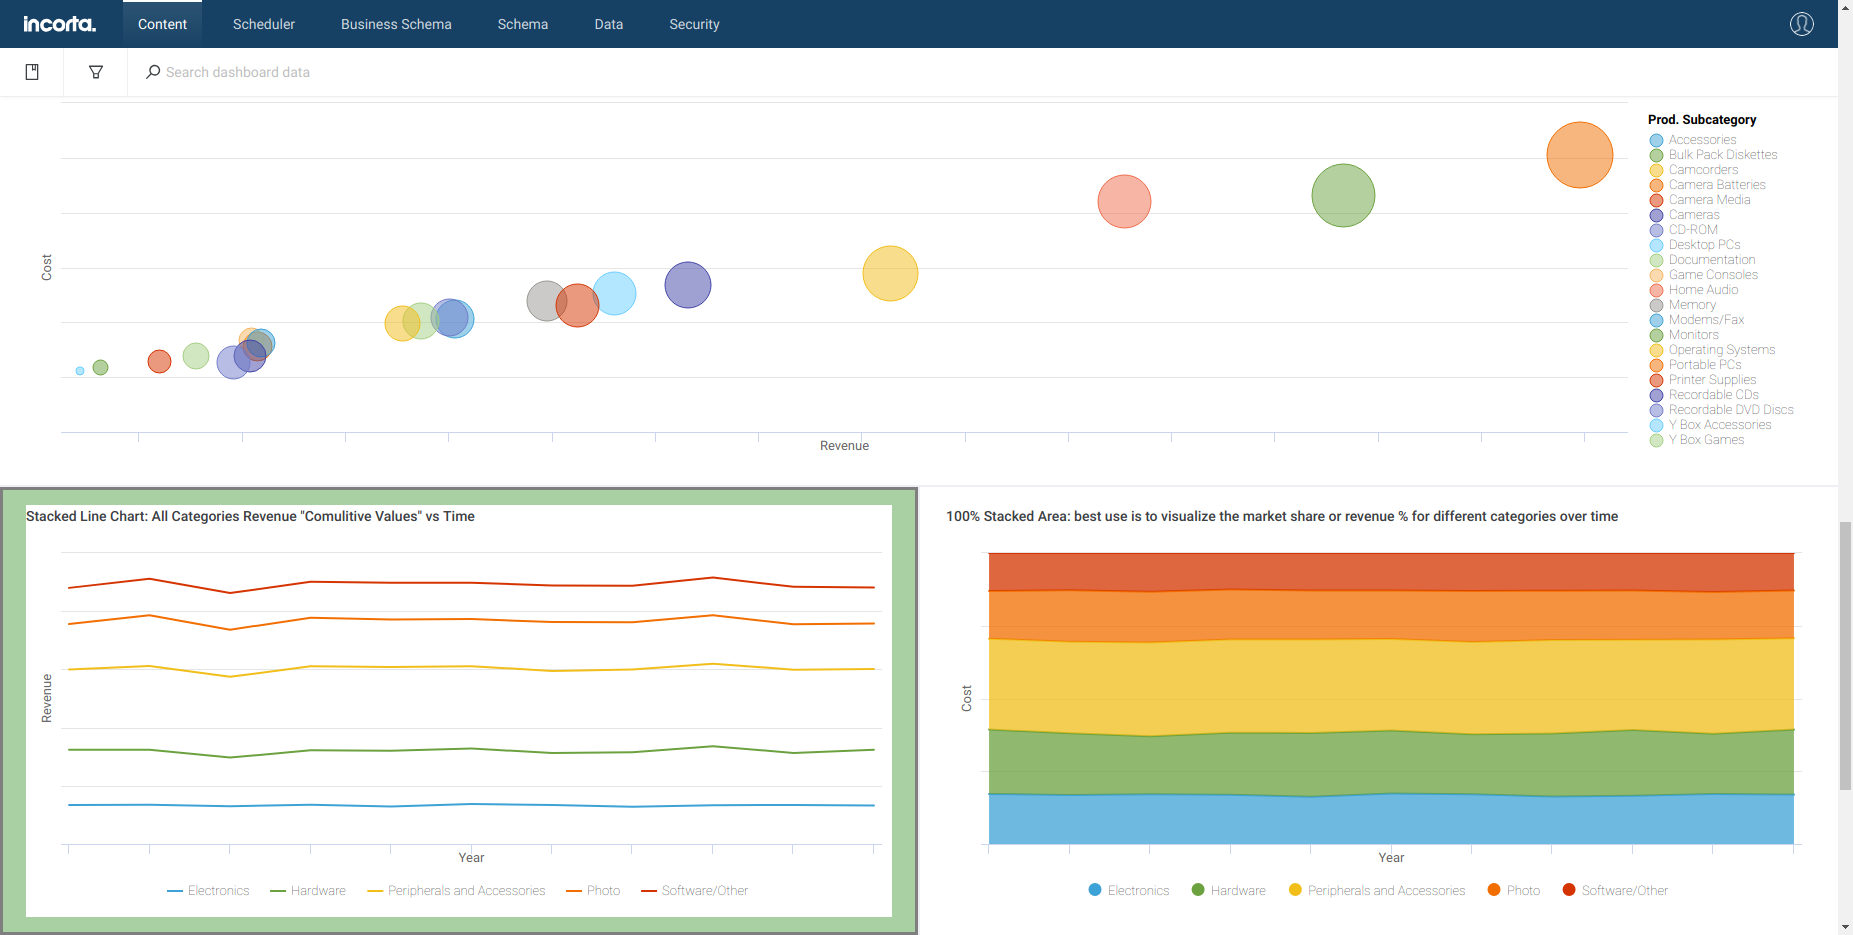 incorta.
Content
Scheduler
Business Schema
Schema
Data
Security
Search dashboard data
Cost
Revenue
Prod. Subcategory
Accessories
Bulk Pack Diskettes
Camcorders
Camera Batteries
Camera Media
Cameras
CD-ROM
Desktop PCs
Documentation
Game Consoles
Home Audio
Memory
Modems/Fax
Monitors
Operating Systems
Portable PCs
Printer Supplies
Recordable CDs
Recordable DVD Discs
Y Box Accessories
Y Box Games
Stacked Line Chart: All Categories Revenue "Comulitive Values" vs Time
Revenue
Year
Electronics
Hardware
Peripherals and Accessories
Photo
Software/Other
100% Stacked Area: best use is to visualize the market share or revenue % for different categories over time
Cost
Year
Electronics
Hardware
Peripherals and Accessories
Photo
Software/Other